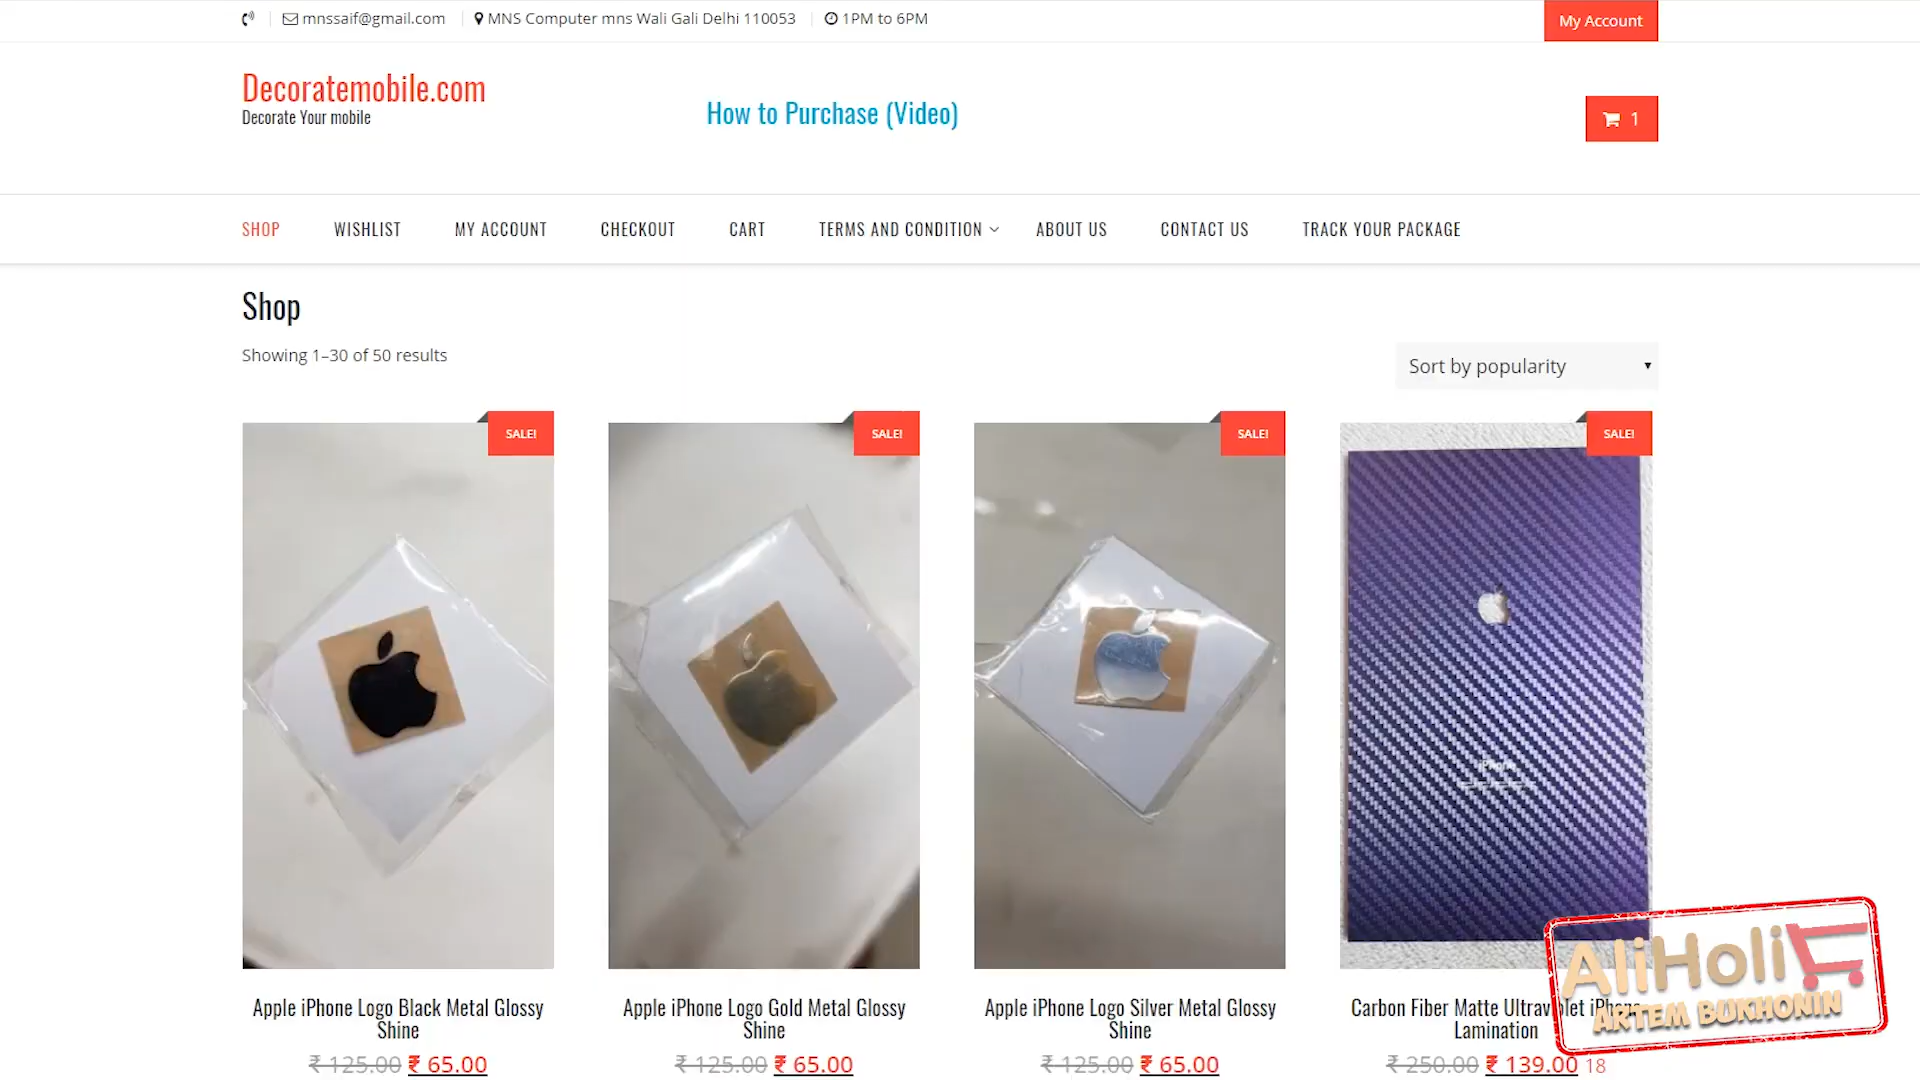 mnssaif@gmail.com MNS Computer mns Wali Gali Delhi 110053 1PM to 6PM My Account
Decoratemobile.com
Decorate Your mobile
How to Purchase (Video)
1
SHOP WISHLIST MY ACCOUNT CHECKOUT CART TERMS AND CONDITION ABOUT US CONTACT US TRACK YOUR PACKAGE
Shop
Showing 1–30 of 50 results
Sort by popularity
SALE! SALE! SALE! SALE!
iPhone
Apple iPhone Logo Black Metal Glossy
Shine
₹ 125.00 ₹ 65.00
Apple iPhone Logo Gold Metal Glossy
Shine
₹ 125.00 ₹ 65.00
Apple iPhone Logo Silver Metal Glossy
Shine
₹ 125.00 ₹ 65.00
Carbon Fiber Matte Ultraviolet iPhone
Lamination
₹ 250.00 ₹ 139.00 18
AliHoli
ARTEM BUKHONIN